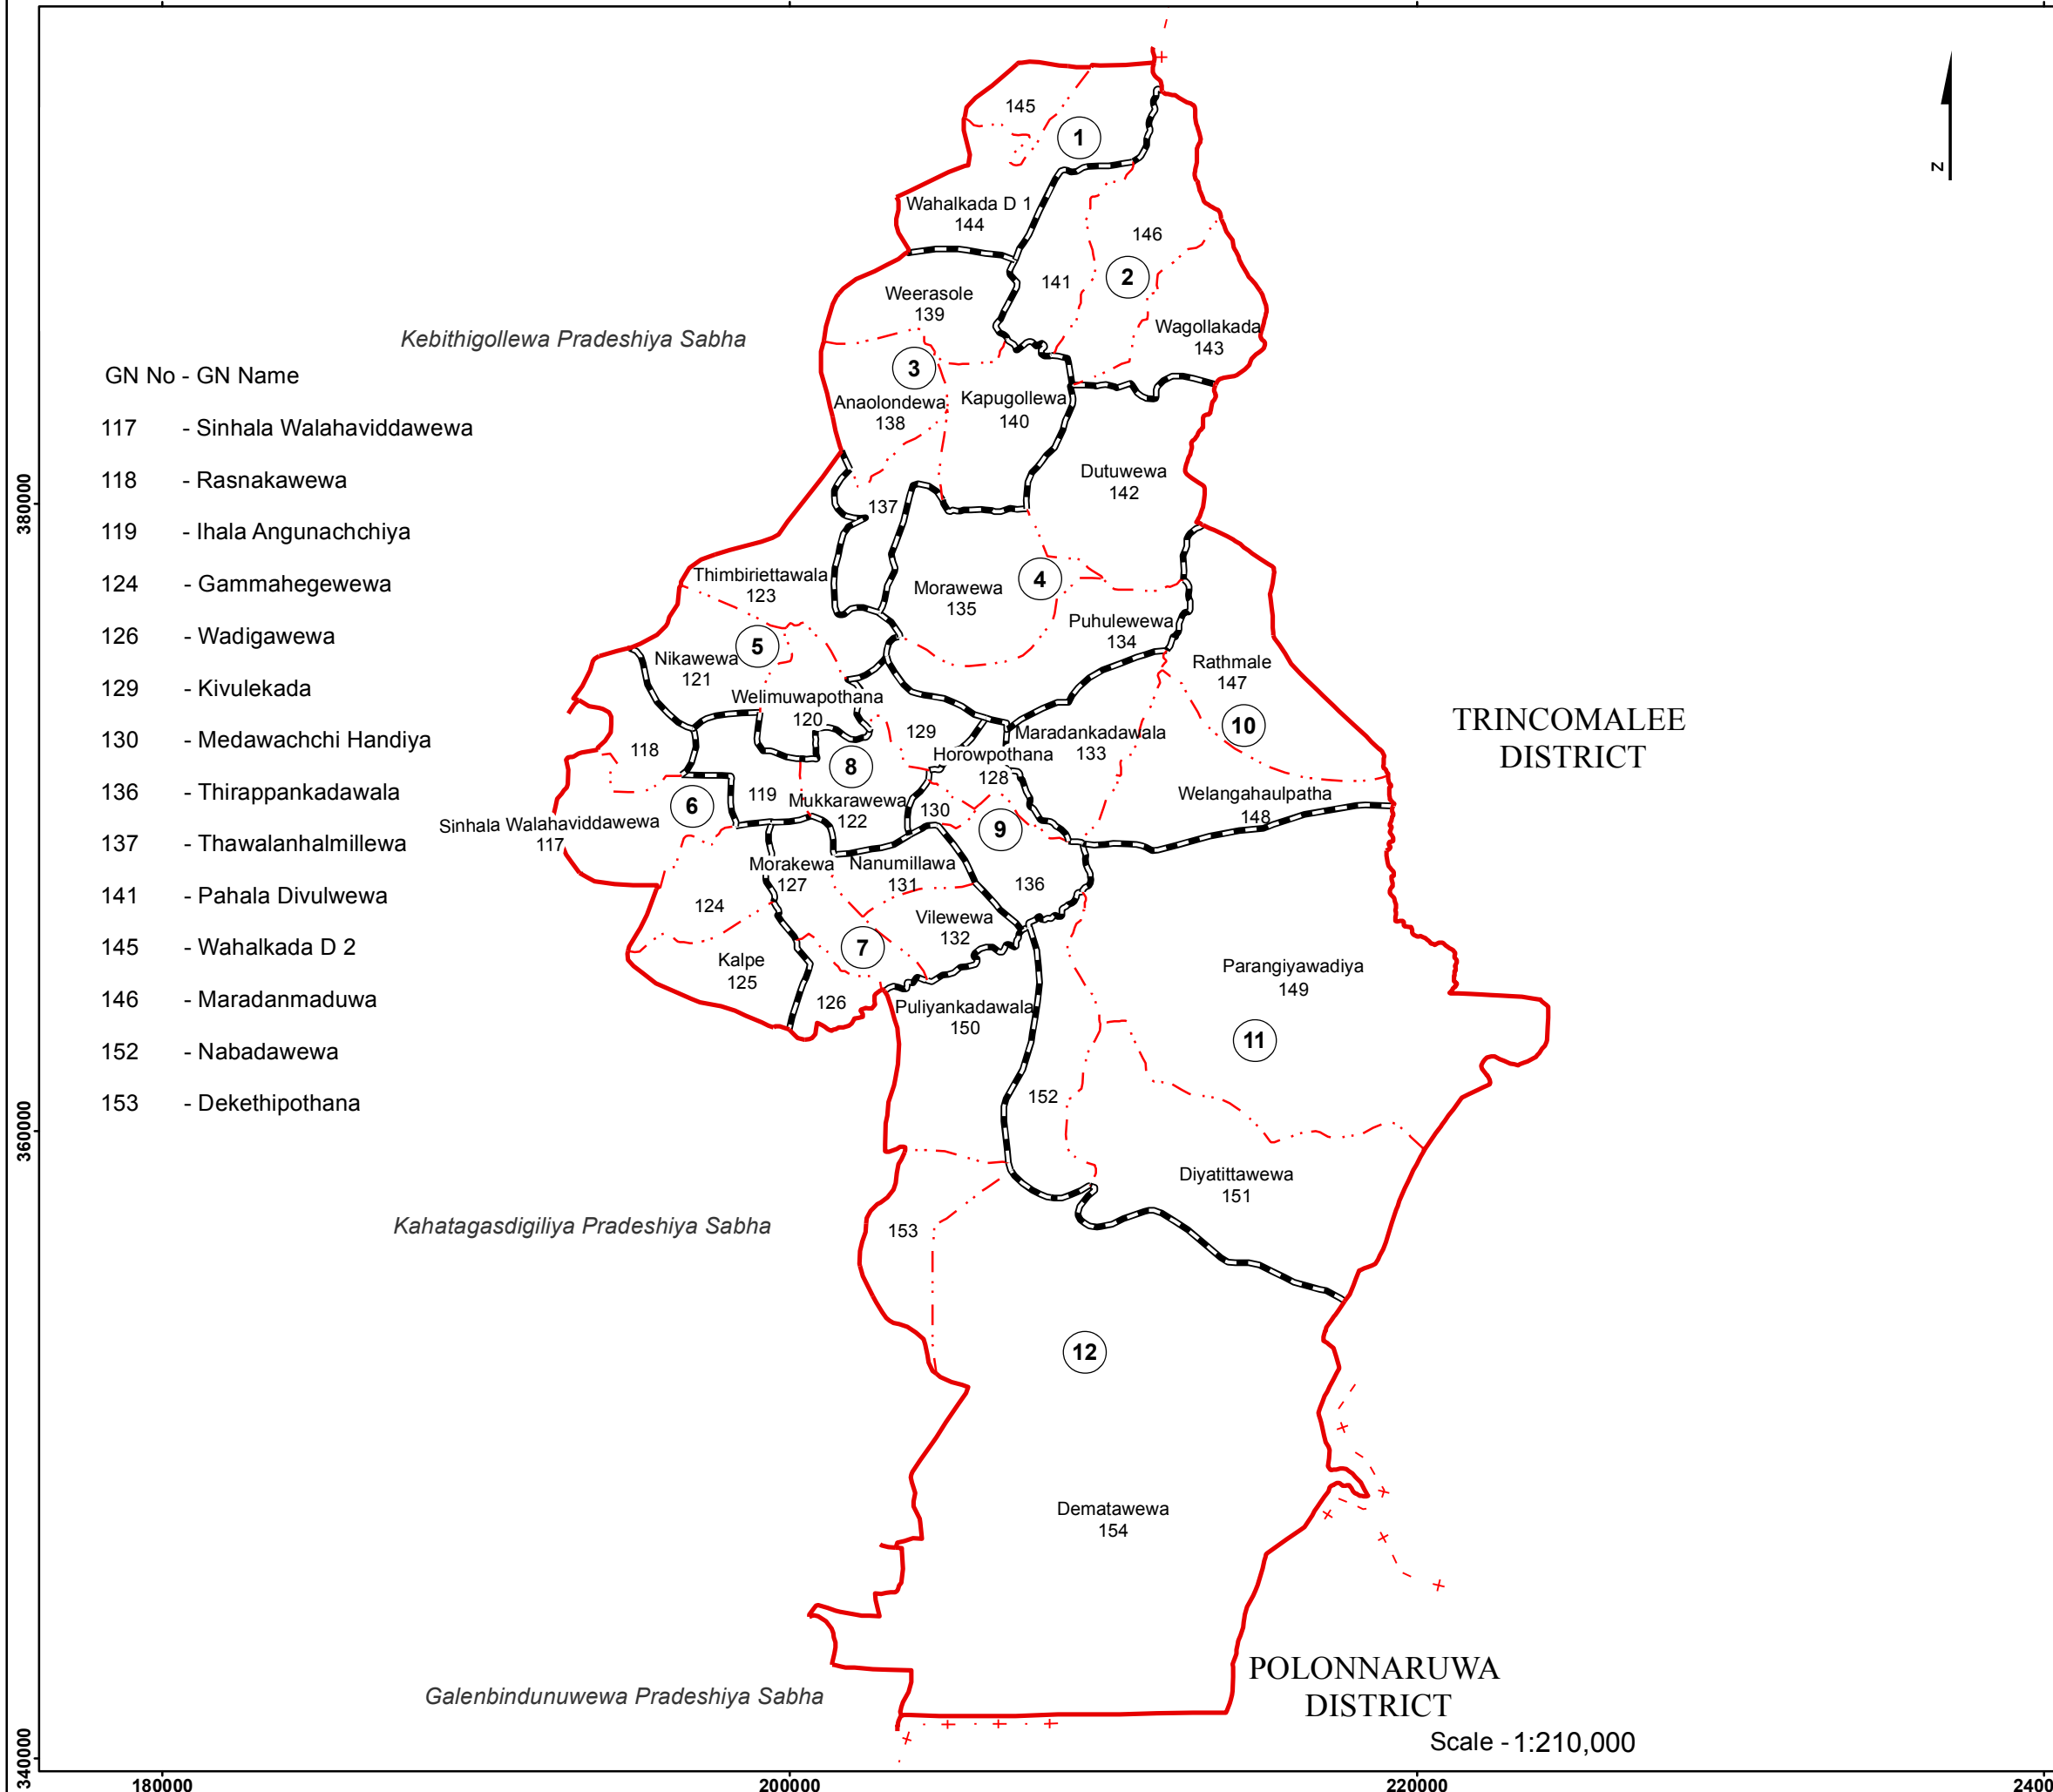 145
1
Wahalkada D 1
144
146
141
2
Weerasole
139
Wagollakada
143
Kebithigollewa Pradeshiya Sabha
3
Anaolondewa
138
Kapugollewa
140
Dutuwewa
142
137
Thimbiriettawala
123
Morawewa
135
4
Puhulewewa
134
5
Nikawewa
121
Rathmale
147
Welimuwapothana
120
10
118
129
Maradankadawala
133
Horowpothana
128
8
6
119
Mukkarawewa
122
130
9
Welangahaulpatha
148
Sinhala Walahaviddawewa
117
Morakewa
127
Nanumillawa
131
136
124
Vilewewa
132
7
Kalpe
125
126
Puliyankadawala
150
Parangiyawadiya
149
11
152
Diyatittawewa
151
153
12
Dematawewa
154
GN No - GN Name
117 - Sinhala Walahaviddawewa
118 - Rasnakawewa
119 - Ihala Angunachchiya
124 - Gammahegewewa
126 - Wadigawewa
129 - Kivulekada
130 - Medawachchi Handiya
136 - Thirappankadawala
137 - Thawalanhalmillewa
141 - Pahala Divulwewa
145 - Wahalkada D 2
146 - Maradanmaduwa
152 - Nabadawewa
153 - Dekethipothana
Kahatagasdigiliya Pradeshiya Sabha
Galenbindunuwewa Pradeshiya Sabha
TRINCOMALEE
DISTRICT
POLONNARUWA
DISTRICT
Scale - 1:210,000
N
380000
360000
340000
180000
200000
220000
2400